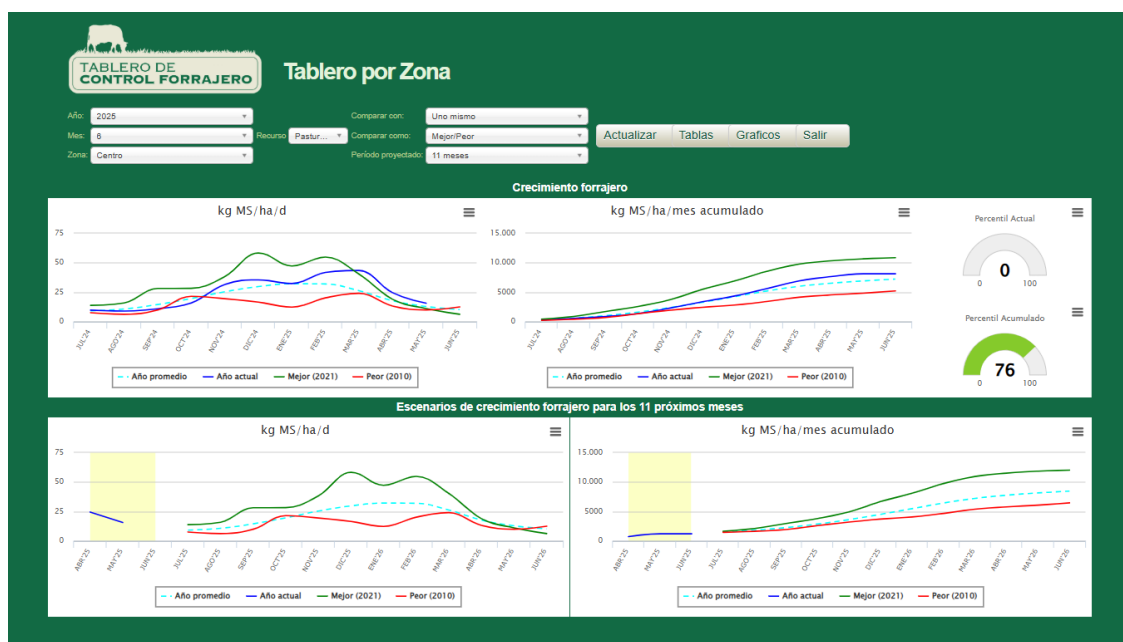 TABLERO DE
CONTROL FORRAJERO
Tablero por Zona
Año: 2025 Comparar con: Uno mismo
Mes: 6 Recurso Pastur... Comparar como: Mejor/Peor Actualizar Tablas Graficos Salir
Zona: Centro Período proyectado: 11 meses
Crecimiento forrajero
kg MS/ha/d
75
50
25
0
JUL'24 AGO'24 SEP'24 OCT'24 NOV'24 DIC'24 ENE'25 FEB'25 MAR'25 ABR'25 MAY'25 JUN'25
Año promedio Año actual Mejor (2021) Peor (2010)
kg MS/ha/mes acumulado
15.000
10.000
5000
0
JUL'24 AGO'24 SEP'24 OCT'24 NOV'24 DIC'24 ENE'25 FEB'25 MAR'25 ABR'25 MAY'25 JUN'25
Año promedio Año actual Mejor (2021) Peor (2010)
Percentil Actual
0
0 100
Percentil Acumulado
76
0 100
Escenarios de crecimiento forrajero para los 11 próximos meses
kg MS/ha/d
75
50
25
0
ABR'25 MAY'25 JUN'25 JUL'25 AGO'25 SEP'25 OCT'25 NOV'25 DIC'25 ENE'26 FEB'26 MAR'26 ABR'26 MAY'26 JUN'26
Año promedio Año actual Mejor (2021) Peor (2010)
kg MS/ha/mes acumulado
15.000
10.000
5000
0
ABR'25 MAY'25 JUN'25 JUL'25 AGO'25 SEP'25 OCT'25 NOV'25 DIC'25 ENE'26 FEB'26 MAR'26 ABR'26 MAY'26 JUN'26
Año promedio Año actual Mejor (2021) Peor (2010)